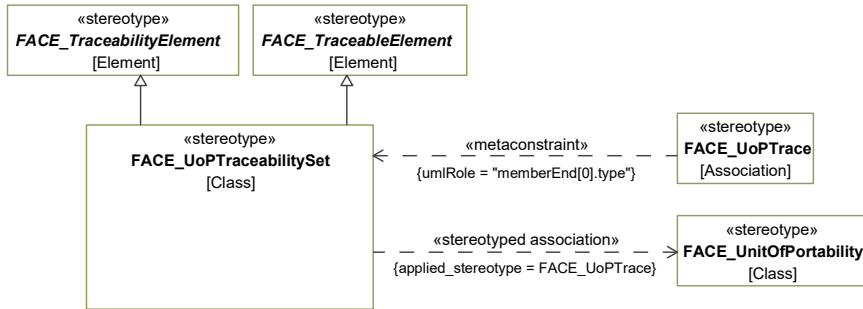 «stereotype»
FACE_TraceabilityElement
[Element]
«stereotype»
FACE_TraceableElement
[Element]
«stereotype»
FACE_UoPTraceabilitySet
[Class]
«metaconstraint»
{umlRole = "memberEnd[0].type"}
«stereotype»
FACE_UoPTrace
[Association]
«stereotyped association»
{applied_stereotype = FACE_UoPTrace}
«stereotype»
FACE_UnitOfPortability
[Class]